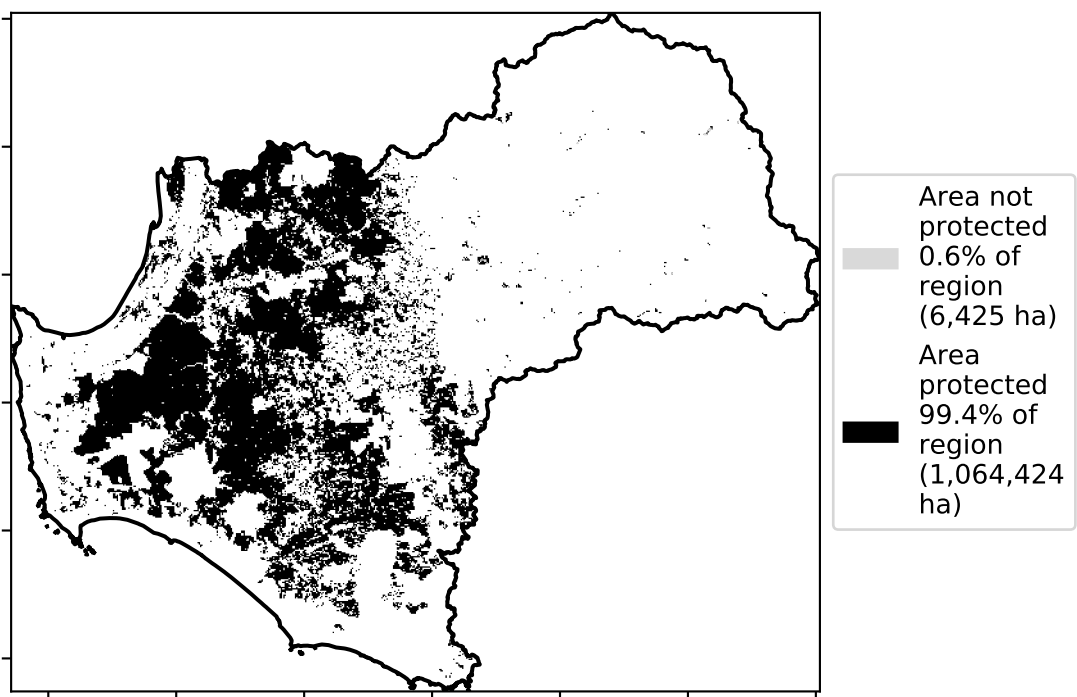 Area not
protected
0.6% of
region
(6,425 ha)
Area
protected
99.4% of
region
(1,064,424
ha)